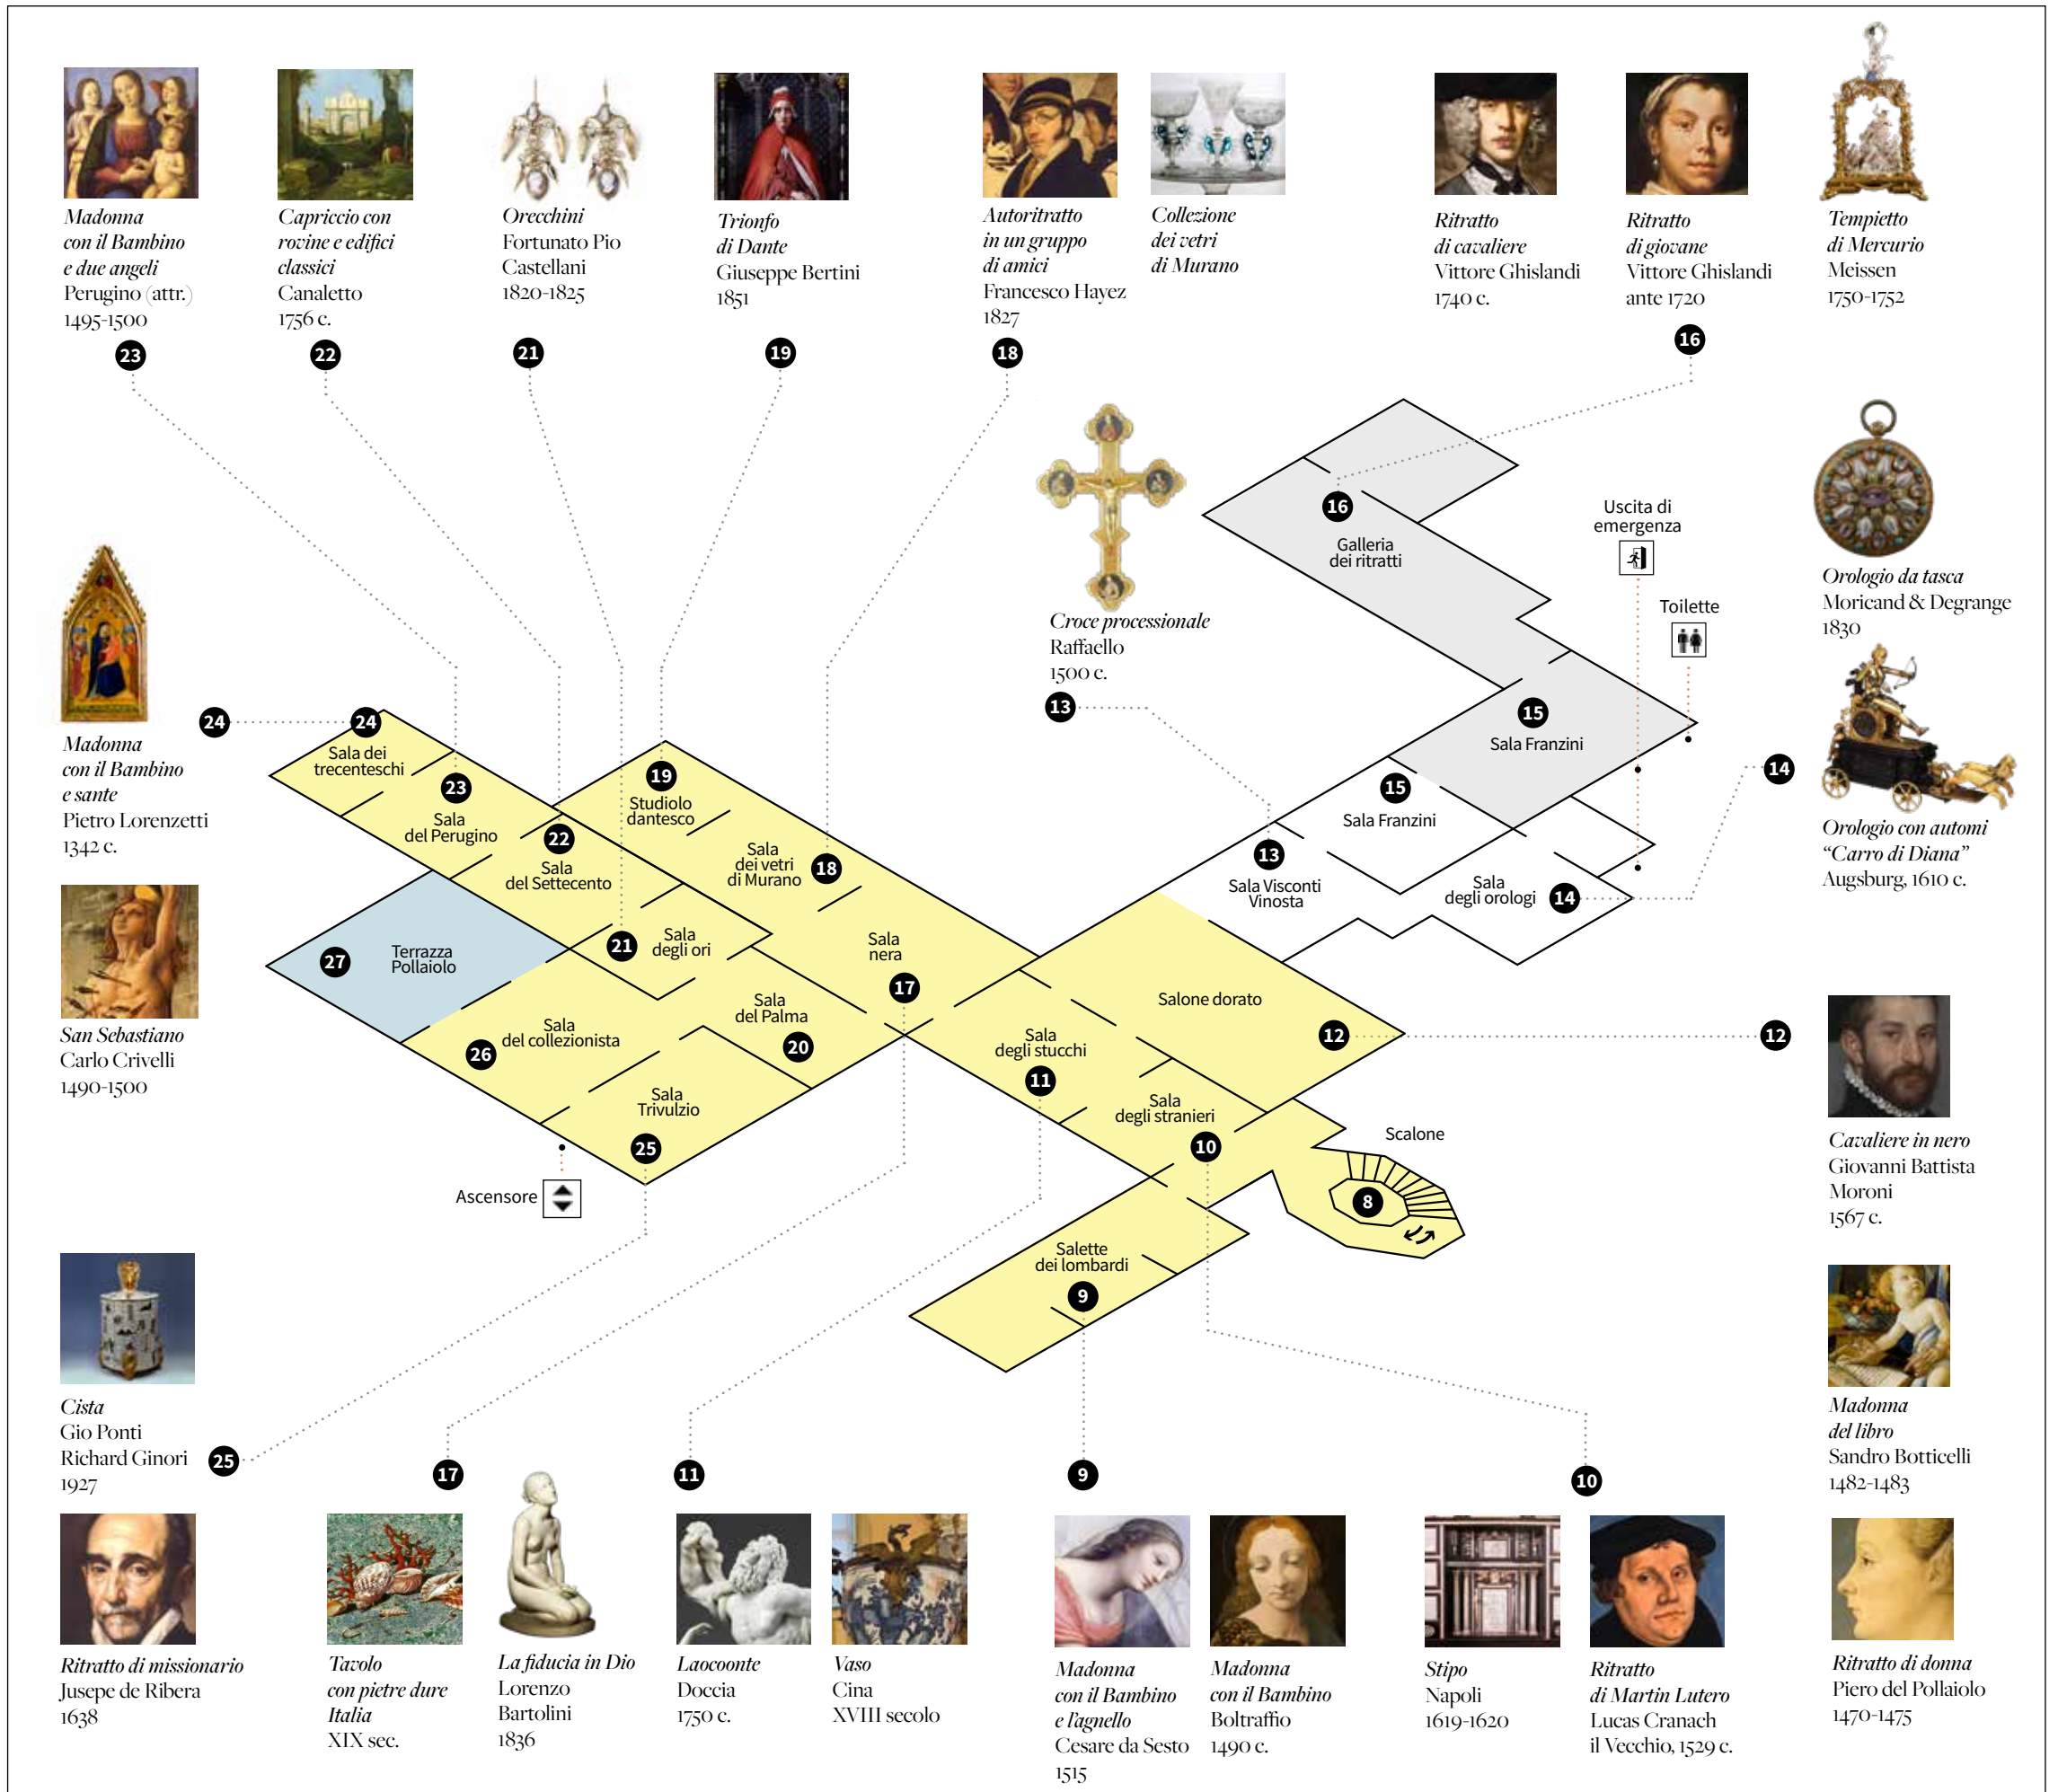 Madonna
con il Bambino
e due angeli
Perugino (attr.)
1495-1500
23
Capriccio con
rovine e edifici
classici
Canaletto
1756 c.
22
Orecchini
Fortunato Pio
Castellani
1820-1825
21
Trionfo
di Dante
Giuseppe Bertini
1851
19
Autoritratto
in un gruppo
di amici
Francesco Hayez
1827
18
Collezione
dei vetri
di Murano
Ritratto
di cavaliere
Vittore Ghislandi
1740 c.
Ritratto
di giovane
Vittore Ghislandi
ante 1720
16
Tempietto
di Mercurio
Meissen
1750-1752
Orologio da tasca
Moricand & Degrange
1830
14
Orologio con automi
“Carro di Diana”
Augsburg, 1610 c.
Croce processionale
Raffaello
1500 c.
13
16
Galleria
dei ritratti
Uscita di
emergenza
Toilette
15
Sala Franzini
15
Sala Franzini
13
Sala Visconti
Vinosta
Sala
degli orologi
14
24
24
Madonna
con il Bambino
e sante
Pietro Lorenzetti
1342 c.
Sala dei
trecenteschi
23
Sala
del Perugino
22
Sala
del Settecento
19
Studiolo
dantesco
Sala
dei vetri
di Murano
18
21
Sala
degli ori
Sala
nera
17
27
Terrazza
Pollaiolo
26
Sala
del collezionista
Sala
del Palma
20
Sala
Trivulzio
25
Ascensore
Salone dorato
12
12
Sala
degli stucchi
11
Sala
degli stranieri
10
Scalone
8
Salette
dei lombardi
9
San Sebastiano
Carlo Crivelli
1490-1500
Cavaliere in nero
Giovanni Battista
Moroni
1567 c.
Cista
Gio Ponti
Richard Ginori
1927
25
17
11
9
10
Madonna
del libro
Sandro Botticelli
1482-1483
Ritratto di missionario
Jusepe de Ribera
1638
Tavolo
con pietre dure
Italia
XIX sec.
La fiducia in Dio
Lorenzo
Bartolini
1836
Laocoonte
Doccia
1750 c.
Vaso
Cina
XVIII secolo
Madonna
con il Bambino
e l’agnello
Cesare da Sesto
1515
Madonna
con il Bambino
Boltraffio
1490 c.
Stipo
Napoli
1619-1620
Ritratto
di Martin Lutero
Lucas Cranach
il Vecchio, 1529 c.
Ritratto di donna
Piero del Pollaiolo
1470-1475